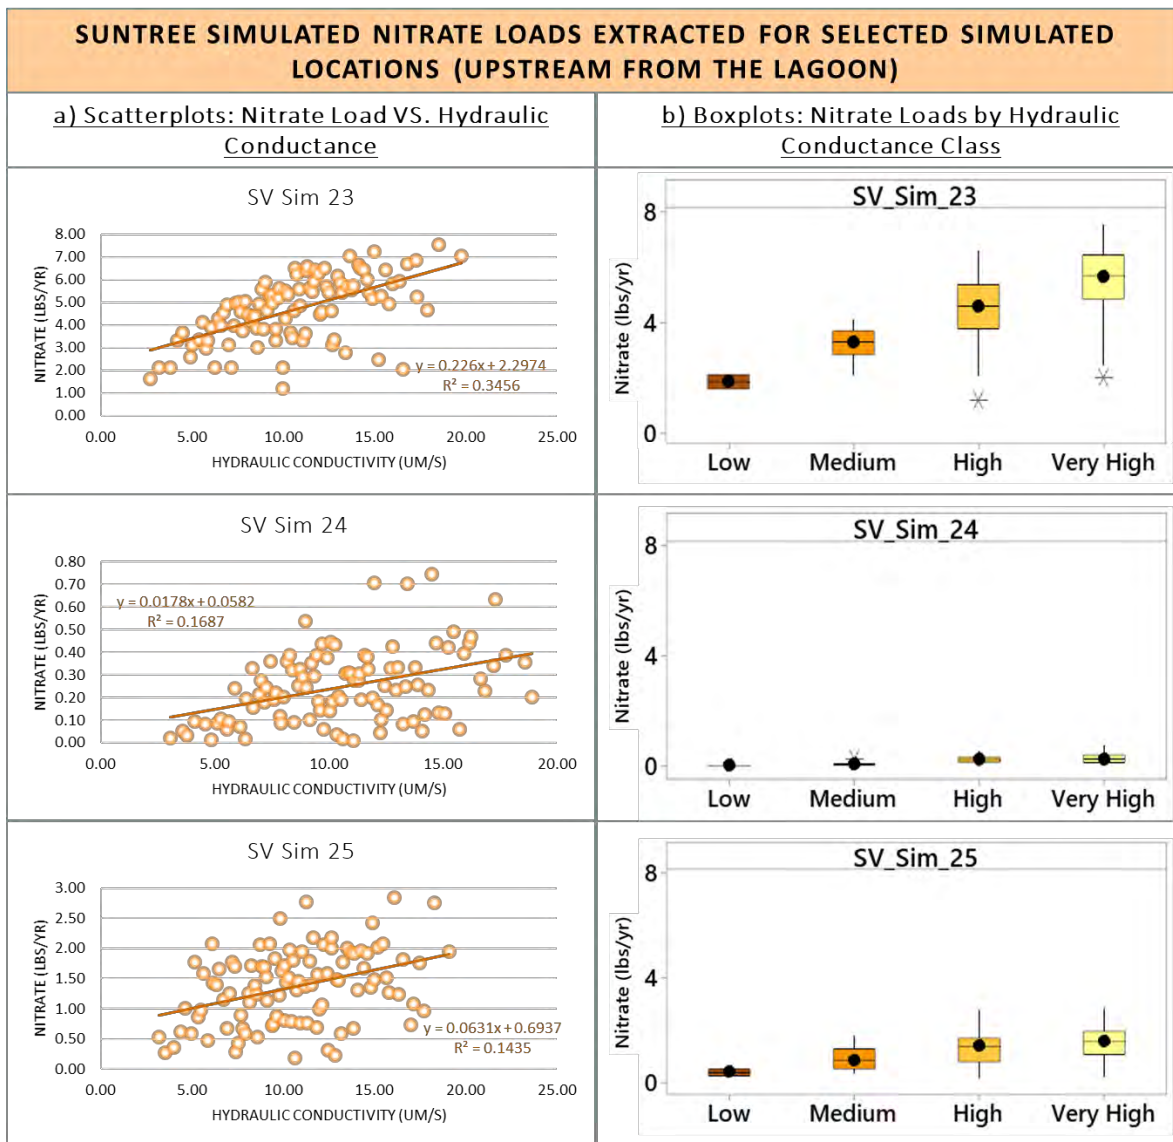 SUNTREE SIMULATED NITRATE LOADS EXTRACTED FOR SELECTED SIMULATED
LOCATIONS (UPSTREAM FROM THE LAGOON)
a) Scatterplots: Nitrate Load VS. Hydraulic
Conductance
b) Boxplots: Nitrate Loads by Hydraulic
Conductance Class
SV Sim 23
NITRATE (LBS/YR)
8.00
7.00
6.00
5.00
4.00
3.00
2.00
1.00
0.00
y = 0.226x + 2.2974
R² = 0.3456
0.00 5.00 10.00 15.00 20.00 25.00
HYDRAULIC CONDUCTIVITY (UM/S)
SV_Sim_23
Nitrate (lbs/yr)
8
4
0
Low Medium High Very High
SV Sim 24
NITRATE (LBS/YR)
0.80
0.70
0.60
0.50
0.40
0.30
0.20
0.10
0.00
y = 0.0178x + 0.0582
R² = 0.1687
0.00 5.00 10.00 15.00 20.00
HYDRAULIC CONDUCTIVITY (UM/S)
SV_Sim_24
Nitrate (lbs/yr)
8
4
0
Low Medium High Very High
SV Sim 25
NITRATE (LBS/YR)
3.00
2.50
2.00
1.50
1.00
0.50
0.00
y = 0.0631x + 0.6937
R² = 0.1435
0.00 5.00 10.00 15.00 20.00 25.00
HYDRAULIC CONDUCTIVITY (UM/S)
SV_Sim_25
Nitrate (lbs/yr)
8
4
0
Low Medium High Very High